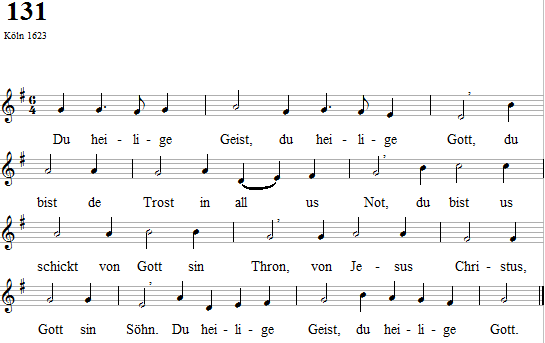 131
Köln 1623
6
4
Du hei - li - ge Geist, du hei - li - ge Gott, du
bist de Trost in all us Not, du bist us
schickt von Gott sin Thron, von Je - sus Chri - stus,
Gott sin Söhn. Du hei - li - ge Geist, du hei - li - ge Gott.